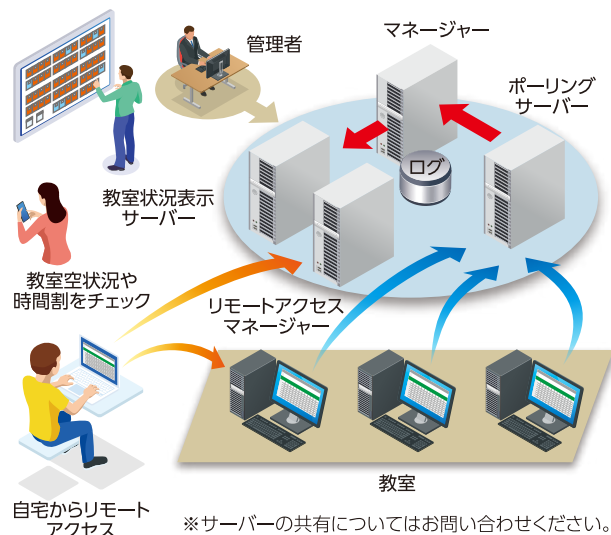 管理者
マネージャー
ポーリング
サーバー
ログ
教室状況表示
サーバー
教室空状況や
時間割をチェック
リモートアクセス
マネージャー
教室
自宅からリモート
アクセス
※サーバーの共有についてはお問い合わせください。